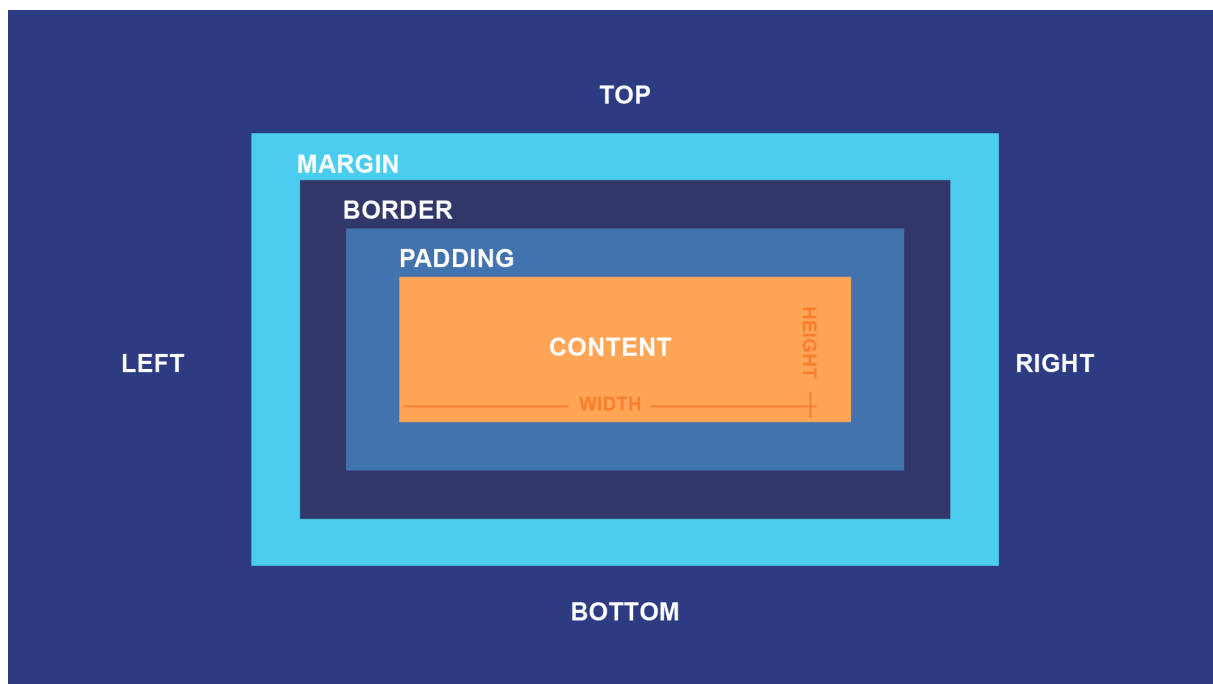 TOP
MARGIN
BORDER
PADDING
CONTENT
HEIGHT
WIDTH
LEFT
RIGHT
BOTTOM